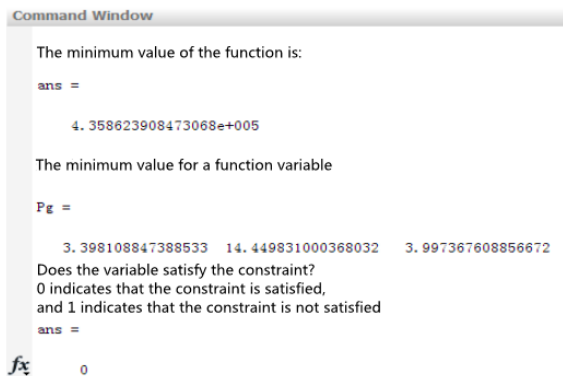 Command Window
The minimum value of the function is:
ans =
4.358623908473068e+005
The minimum value for a function variable
Pg =
3.398108847388533 14.449831000368032 3.997367608856672
Does the variable satisfy the constraint?
0 indicates that the constraint is satisfied,
and 1 indicates that the constraint is not satisfied
ans =
fx 0